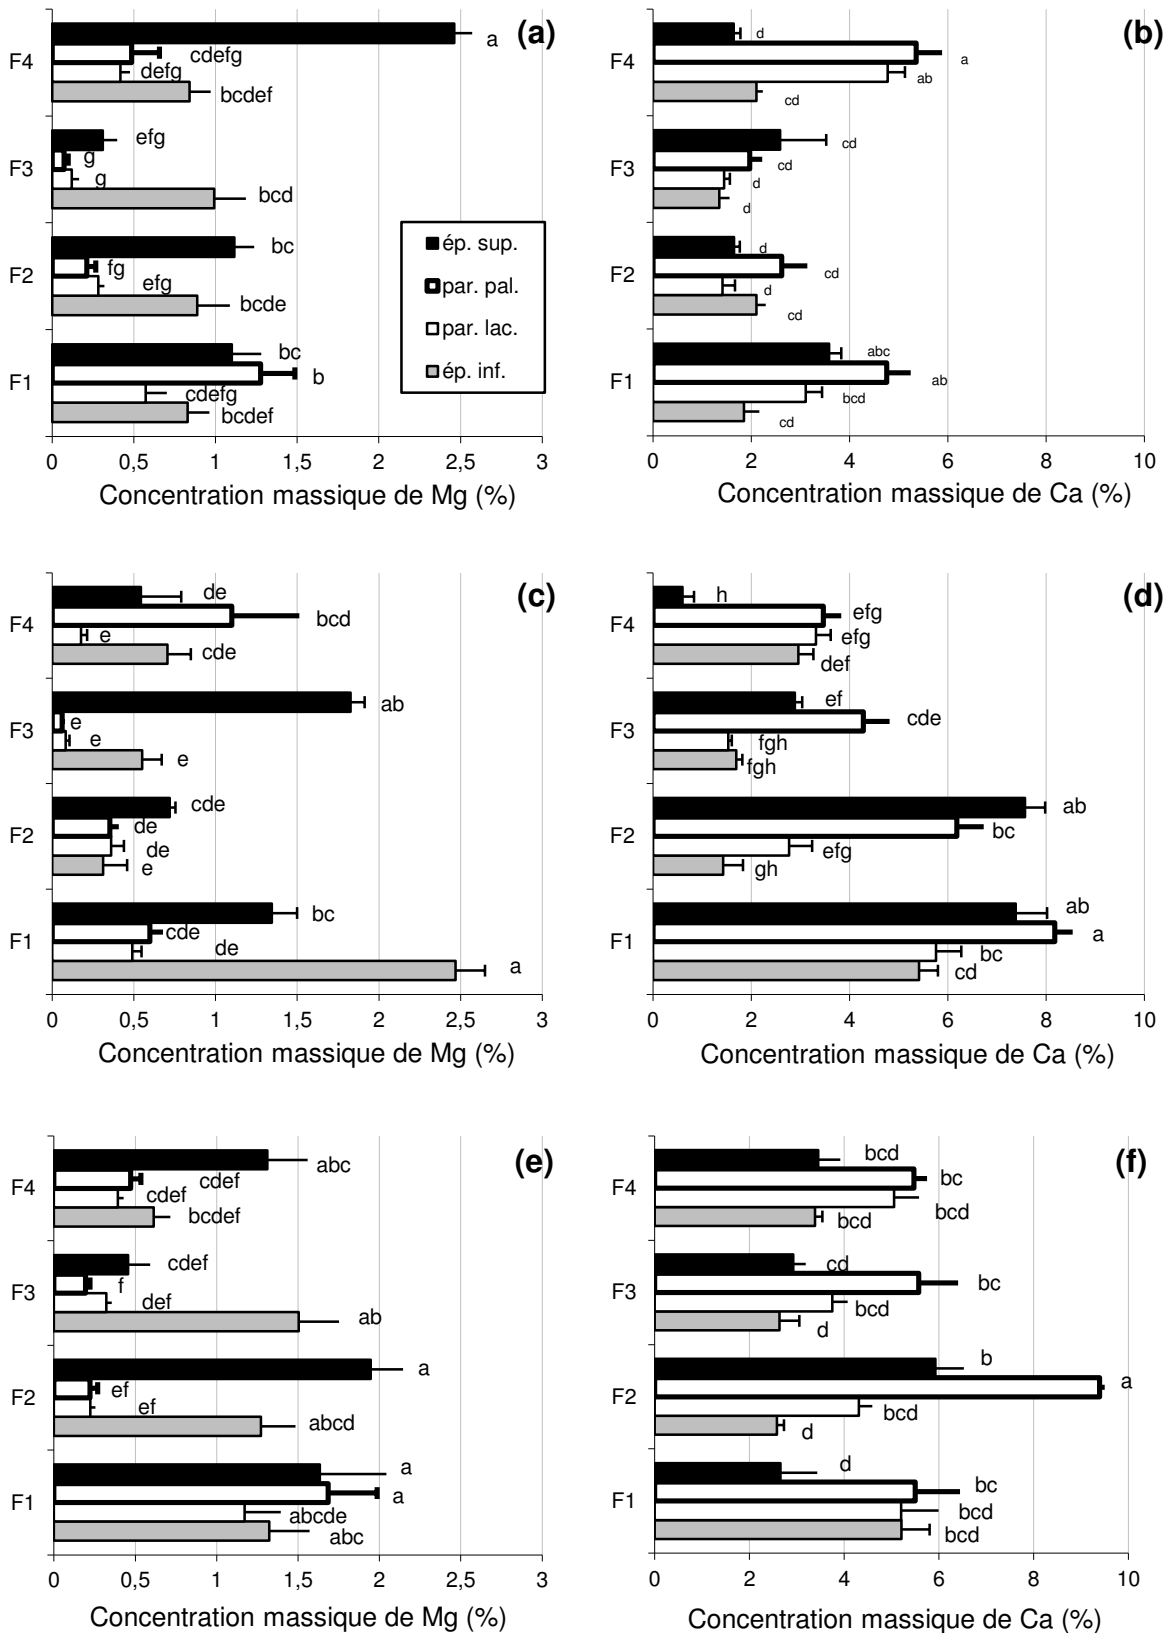 (a)
F4
a
cdefg
defg
bcdef
F3
efg
g
g
bcd
F2
bc
fg
efg
bcde
F1
bc
b
cdefg
bcdef
ép. sup.
par. pal.
par. lac.
ép. inf.
0 0,5 1 1,5 2 2,5 3
Concentration massique de Mg (%)
(b)
F4
d
a
ab
cd
F3
cd
cd
d
d
F2
d
cd
d
cd
F1
abc
ab
bcd
cd
0 2 4 6 8 10
Concentration massique de Ca (%)
(c)
F4
de
bcd
e
cde
F3
ab
e
e
e
F2
cde
de
de
e
F1
bc
cde
de
a
0 0,5 1 1,5 2 2,5 3
Concentration massique de Mg (%)
(d)
F4
h
efg
efg
def
F3
ef
cde
fgh
fgh
F2
ab
bc
efg
gh
F1
ab
a
bc
cd
0 2 4 6 8 10
Concentration massique de Ca (%)
(e)
F4
abc
cdef
cdef
bcdef
F3
cdef
f
def
ab
F2
a
ef
ef
abcd
F1
a
a
abcde
abc
0 0,5 1 1,5 2 2,5 3
Concentration massique de Mg (%)
(f)
F4
bcd
bc
bcd
bcd
F3
cd
bc
bcd
d
F2
b
a
bcd
d
F1
d
bc
bcd
bcd
0 2 4 6 8 10
Concentration massique de Ca (%)